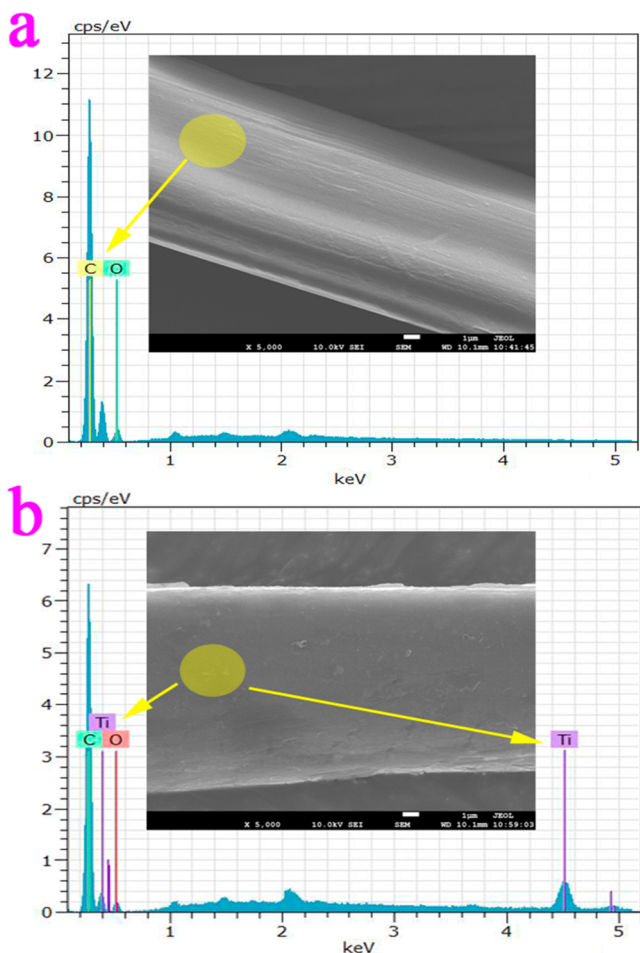 a
cps/eV
12
10
8
6
4
2
0
C O
X 5,000 10.0kV SEI SEM 1μm JEOL WD 10.1mm 10:41:45
1 2 3 4 5
keV
b
cps/eV
7
6
5
4
3
2
1
0
Ti
C O
Ti
X 5,000 10.0kV SEI SEM 1μm JEOL WD 10.1mm 10:59:03
1 2 3 4 5
keV